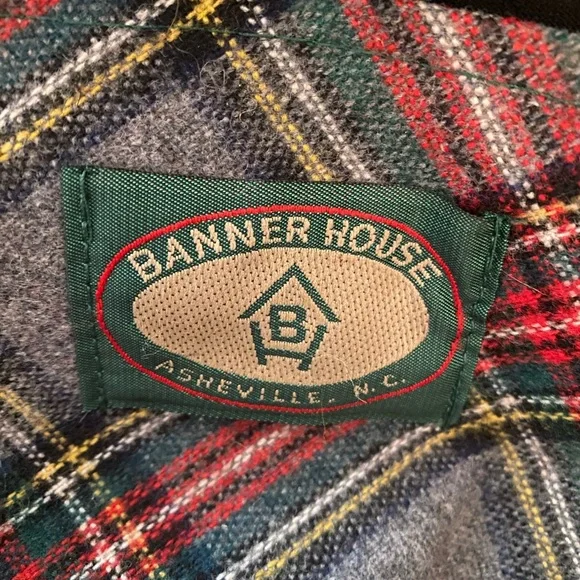 BANNER HOUSE
B
H
ASHEVILLE, N.C.